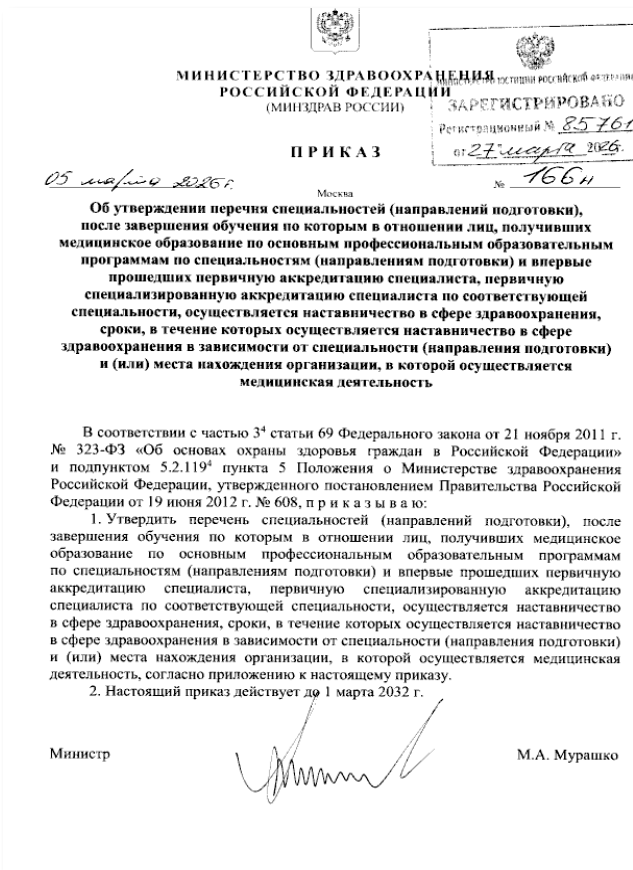 МИНИСТЕРСТВО ЗДРАВООХРАНЕНИЯ
РОССИЙСКОЙ ФЕДЕРАЦИИ
(МИНЗДРАВ РОССИИ)
МИНИСТЕРСТВО ЮСТИЦИИ РОССИЙСКОЙ ФЕДЕРАЦИИ
ЗАРЕГИСТРИРОВАНО
Регистрационный № 85761
от 27 марта 2026.
ПРИКАЗ
05 марта 2026 г.
№ 166н
Москва
Об утверждении перечня специальностей (направлений подготовки),
после завершения обучения по которым в отношении лиц, получивших
медицинское образование по основным профессиональным образовательным
программам по специальностям (направлениям подготовки) и впервые
прошедших первичную аккредитацию специалиста, первичную
специализированную аккредитацию специалиста по соответствующей
специальности, осуществляется наставничество в сфере здравоохранения,
сроки, в течение которых осуществляется наставничество в сфере
здравоохранения в зависимости от специальности (направления подготовки)
и (или) места нахождения организации, в которой осуществляется
медицинская деятельность
В соответствии с частью 3⁴ статьи 69 Федерального закона от 21 ноября 2011 г.
№ 323-ФЗ «Об основах охраны здоровья граждан в Российской Федерации»
и подпунктом 5.2.119⁴ пункта 5 Положения о Министерстве здравоохранения
Российской Федерации, утвержденного постановлением Правительства Российской
Федерации от 19 июня 2012 г. № 608, п р и к а з ы в а ю:
1. Утвердить перечень специальностей (направлений подготовки), после
завершения обучения по которым в отношении лиц, получивших медицинское
образование по основным профессиональным образовательным программам
по специальностям (направлениям подготовки) и впервые прошедших первичную
аккредитацию специалиста, первичную специализированную аккредитацию
специалиста по соответствующей специальности, осуществляется наставничество
в сфере здравоохранения, сроки, в течение которых осуществляется наставничество
в сфере здравоохранения в зависимости от специальности (направления подготовки)
и (или) места нахождения организации, в которой осуществляется медицинская
деятельность, согласно приложению к настоящему приказу.
2. Настоящий приказ действует до 1 марта 2032 г.
Министр
М.А. Мурашко